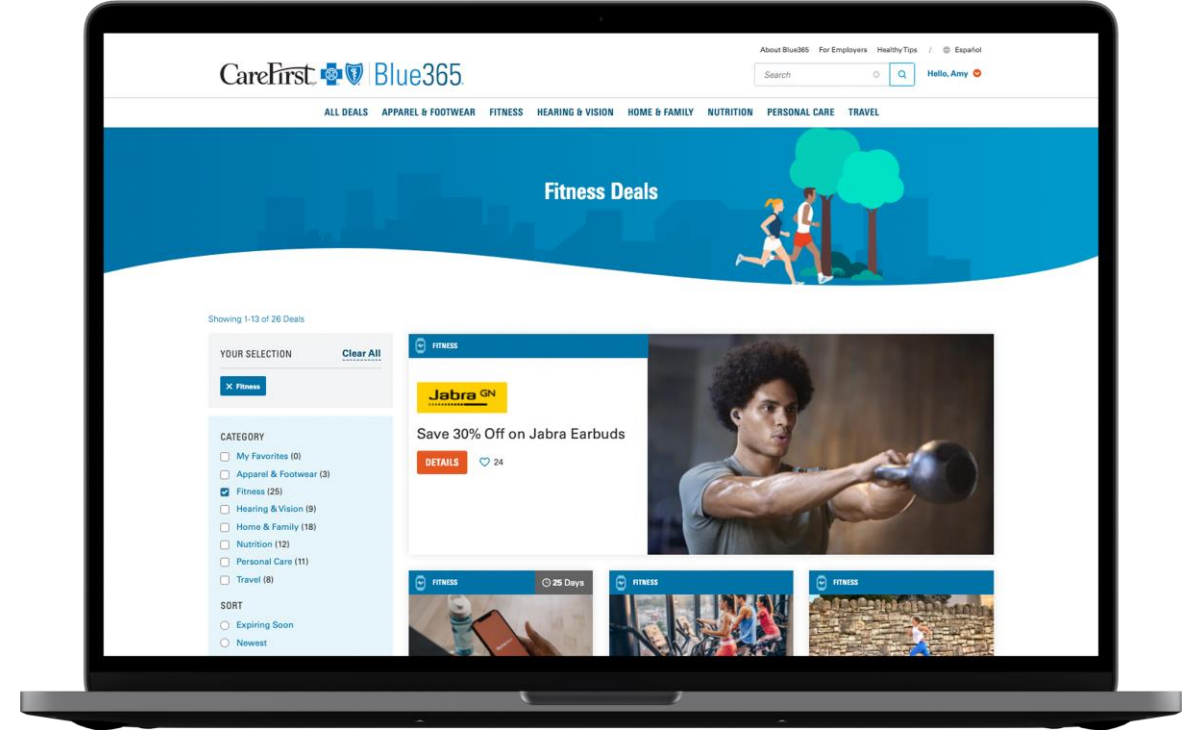 About Blue365 For Employers HealthyTips / Español
CareFirst Blue365
Search
Hello, Amy
ALL DEALS APPAREL & FOOTWEAR FITNESS HEARING & VISION HOME & FAMILY NUTRITION PERSONAL CARE TRAVEL
Fitness Deals
Showing 1-13 of 26 Deals
YOUR SELECTION Clear All
Fitness
CATEGORY
My Favorites (0)
Apparel & Footwear (3)
Fitness (25)
Hearing & Vision (9)
Home & Family (18)
Nutrition (12)
Personal Care (11)
Travel (8)
SORT
Expiring Soon
Newest
FITNESS
Jabra GN
Save 30% Off on Jabra Earbuds
DETAILS 24
FITNESS 25 Days
FITNESS
FITNESS